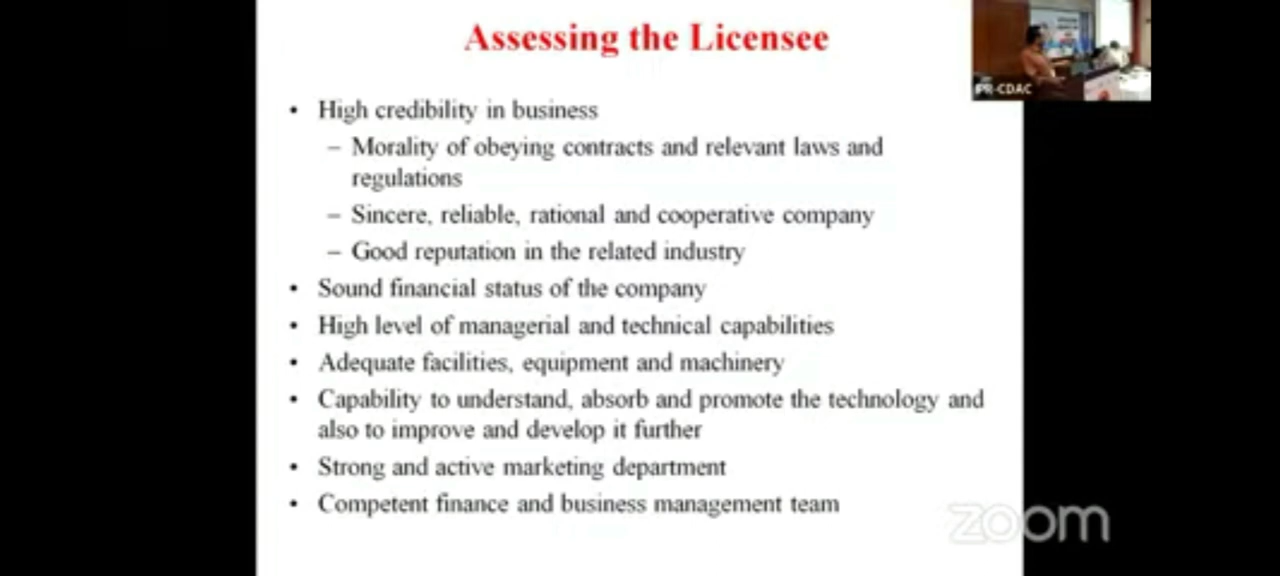 Assessing the Licensee
• High credibility in business
– Morality of obeying contracts and relevant laws and
regulations
– Sincere, reliable, rational and cooperative company
– Good reputation in the related industry
• Sound financial status of the company
• High level of managerial and technical capabilities
• Adequate facilities, equipment and machinery
• Capability to understand, absorb and promote the technology and
also to improve and develop it further
• Strong and active marketing department
• Competent finance and business management team
IPR-CDAC
zoom